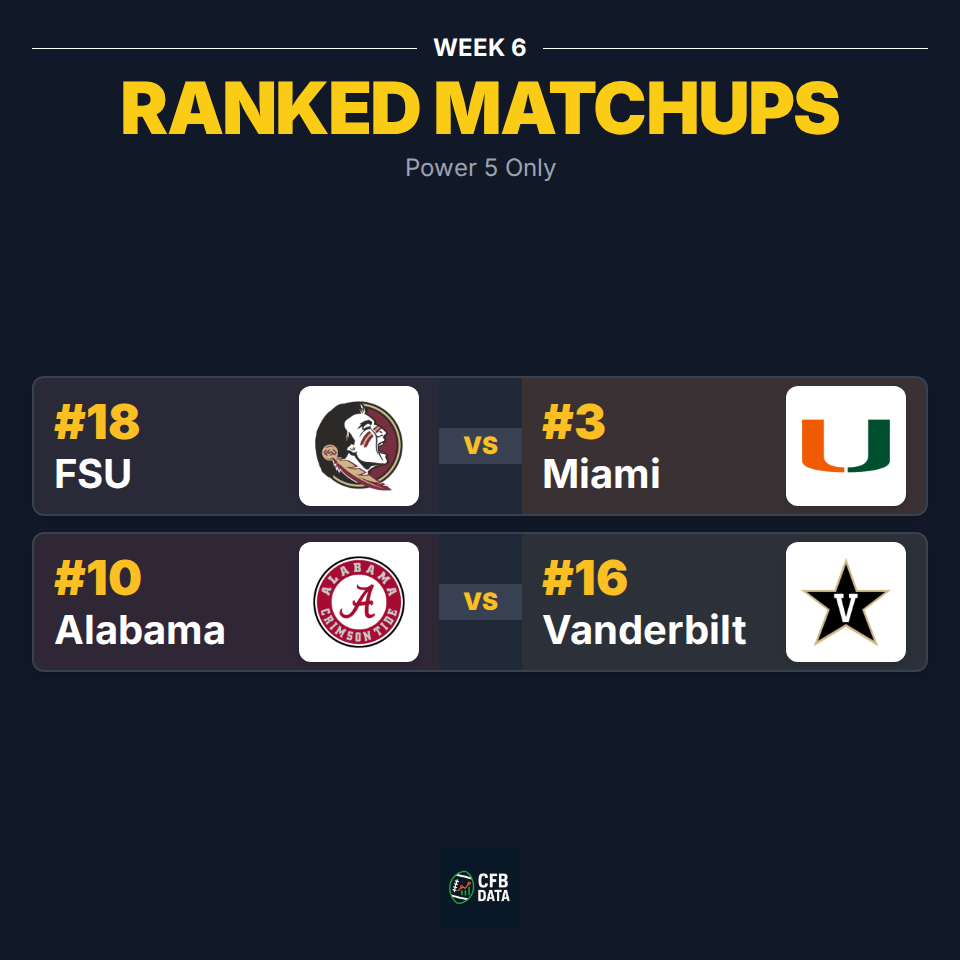 WEEK 6
RANKED MATCHUPS
Power 5 Only
#18
FSU
VS
#3
Miami
U
#10
Alabama
ALABAMA
A
CRIMSON TIDE
VS
#16
Vanderbilt
V
CFB
DATA